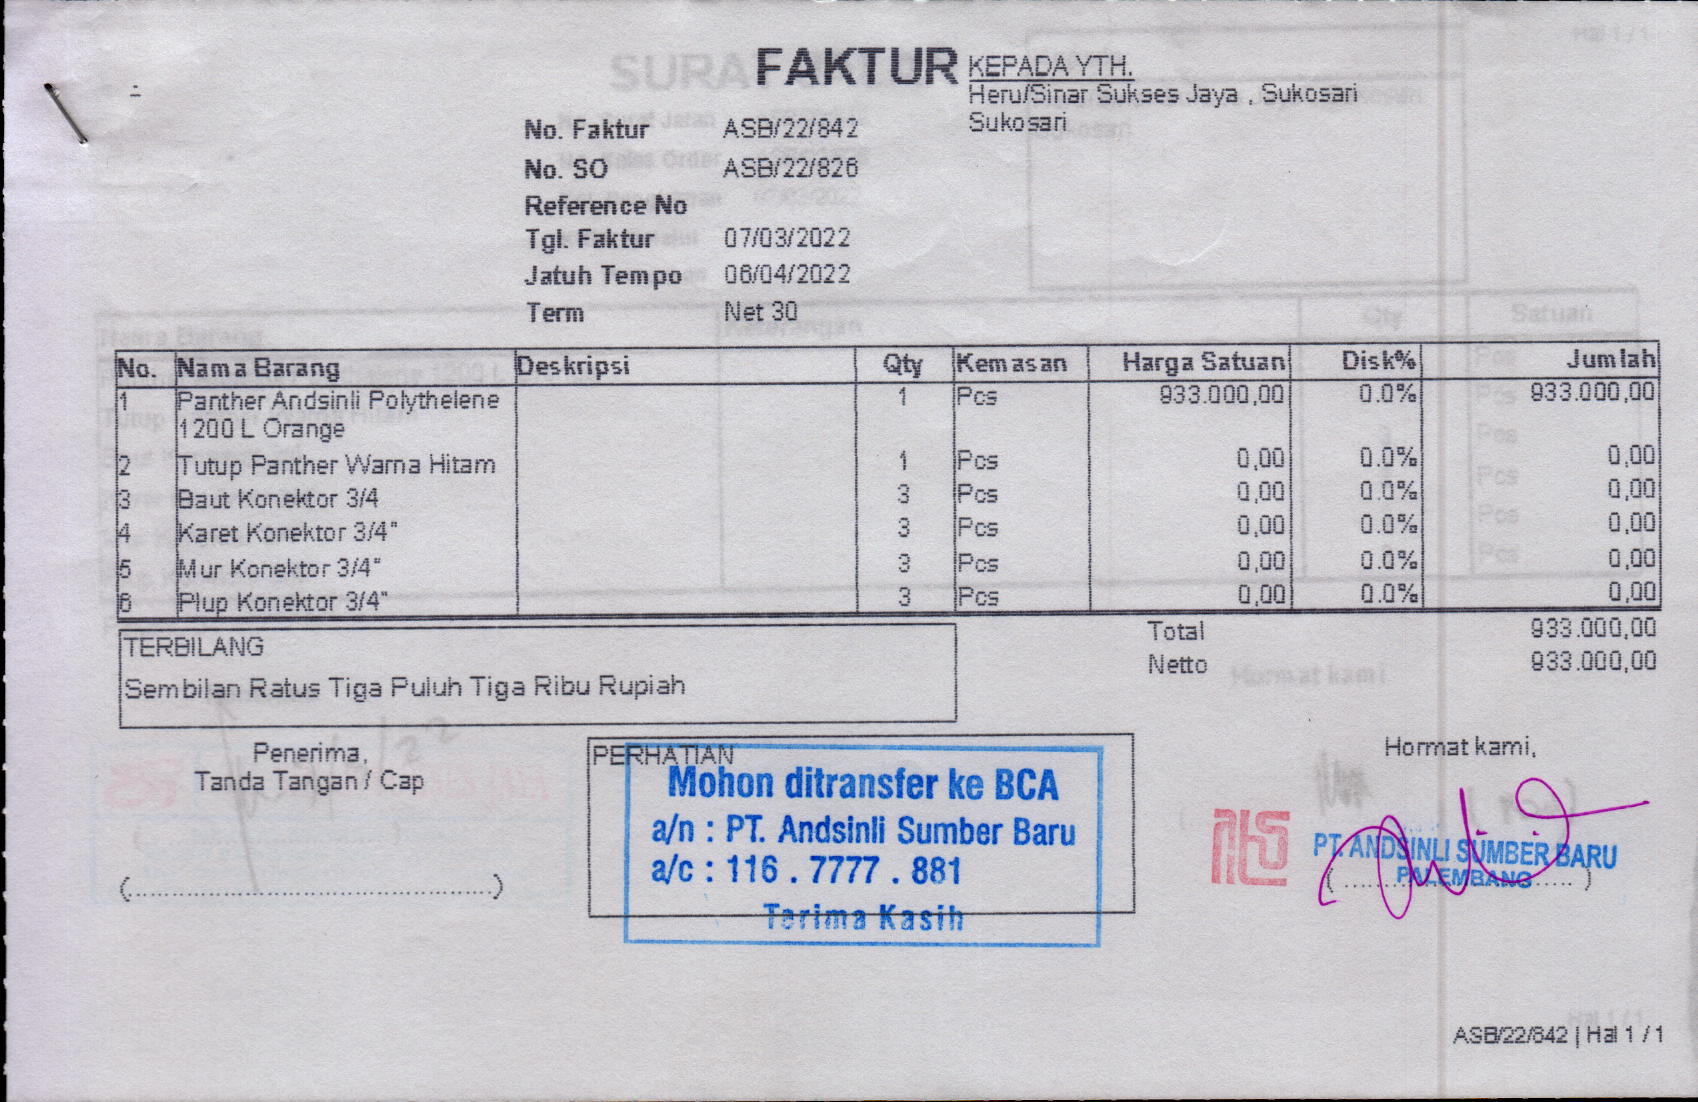 FAKTUR
KEPADA YTH.
Heru/Sinar Sukses Jaya , Sukosari
Sukosari
No. Faktur ASB/22/842
No. SO ASB/22/826
Reference No
Tgl. Faktur 07/03/2022
Jatuh Tempo 06/04/2022
Term Net 30
No. Nama Barang Deskripsi Qty Kemasan Harga Satuan Disk% Jumlah
1 Panther Andsinli Polythelene 1 Pcs 933.000,00 0.0% 933.000,00
1200 L Orange
2 Tutup Panther Warna Hitam 1 Pcs 0,00 0.0% 0,00
3 Baut Konektor 3/4 3 Pcs 0,00 0.0% 0,00
4 Karet Konektor 3/4" 3 Pcs 0,00 0.0% 0,00
5 Mur Konektor 3/4" 3 Pcs 0,00 0.0% 0,00
6 Plup Konektor 3/4" 3 Pcs 0,00 0.0% 0,00
Total 933.000,00
Netto 933.000,00
TERBILANG
Sembilan Ratus Tiga Puluh Tiga Ribu Rupiah
Penerima,
Tanda Tangan / Cap
(........................................)
PERHATIAN
Mohon ditransfer ke BCA
a/n : PT. Andsinli Sumber Baru
a/c : 116 . 7777 . 881
Terima Kasih
Hormat kami,
PT. ANDSINLI SUMBER BARU
PALEMBANG
ASB/22/842 | Hal 1 / 1